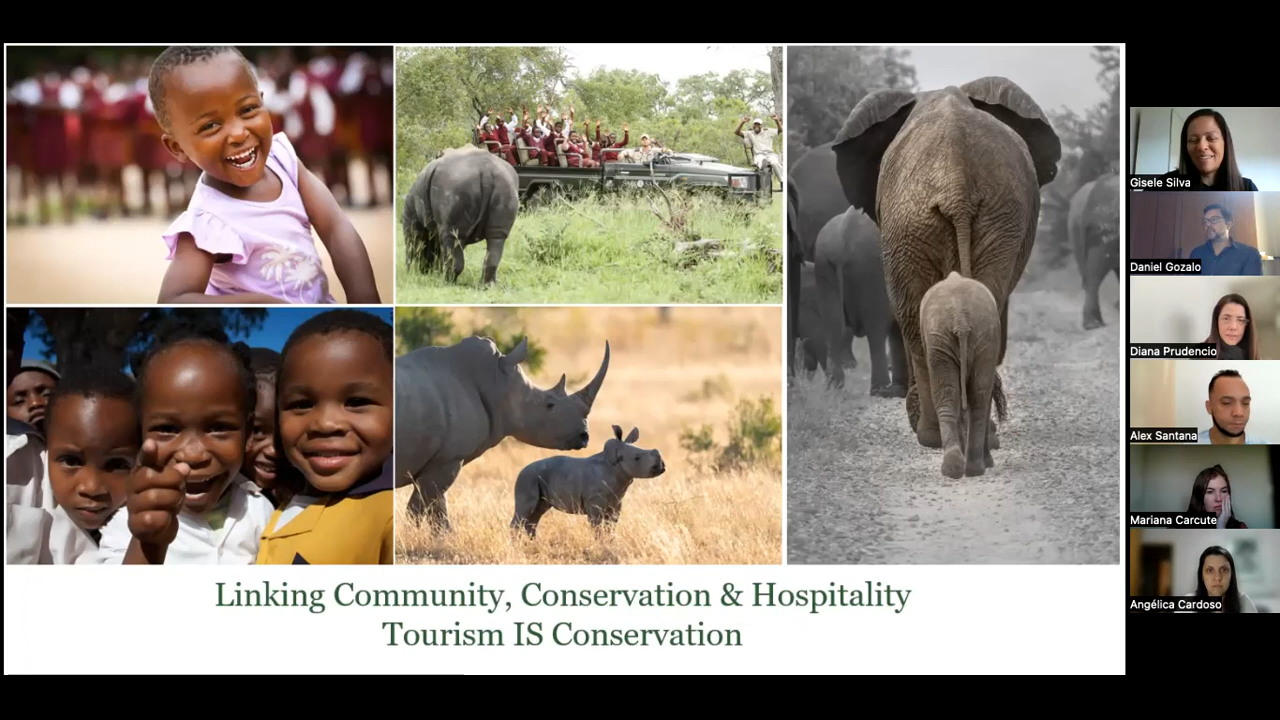 Linking Community, Conservation & Hospitality
Tourism IS Conservation
Gisele Silva
Daniel Gozalo
Diana Prudencio
Alex Santana
Mariana Carcute
Angélica Cardoso